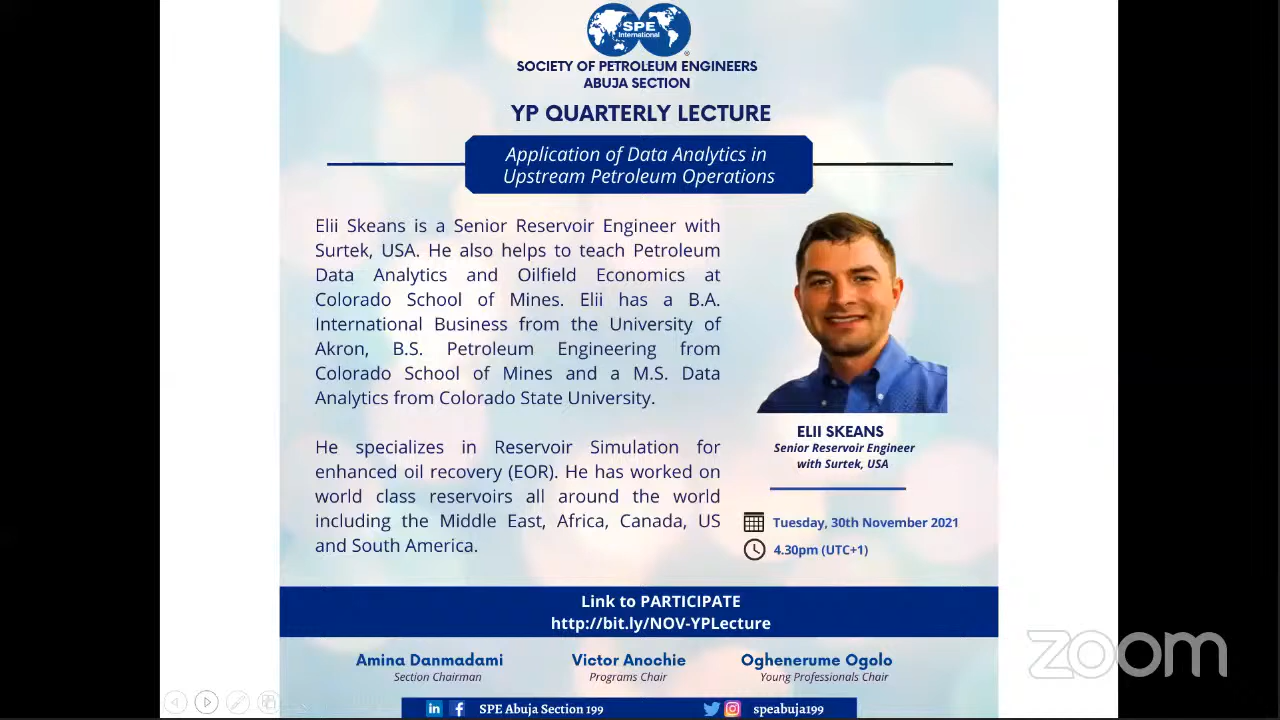 SPE
International
SOCIETY OF PETROLEUM ENGINEERS
ABUJA SECTION
YP QUARTERLY LECTURE
Application of Data Analytics in
Upstream Petroleum Operations
Elii Skeans is a Senior Reservoir Engineer with
Surtek, USA. He also helps to teach Petroleum
Data Analytics and Oilfield Economics at
Colorado School of Mines. Elii has a B.A.
International Business from the University of
Akron, B.S. Petroleum Engineering from
Colorado School of Mines and a M.S. Data
Analytics from Colorado State University.
He specializes in Reservoir Simulation for
enhanced oil recovery (EOR). He has worked on
world class reservoirs all around the world
including the Middle East, Africa, Canada, US
and South America.
ELII SKEANS
Senior Reservoir Engineer
with Surtek, USA
Tuesday, 30th November 2021
4.30pm (UTC+1)
Link to PARTICIPATE
http://bit.ly/NOV-YPLecture
Amina Danmadami
Section Chairman
Victor Anochie
Programs Chair
Oghenerume Ogolo
Young Professionals Chair
SPE Abuja Section 199
speabuja199
zoom